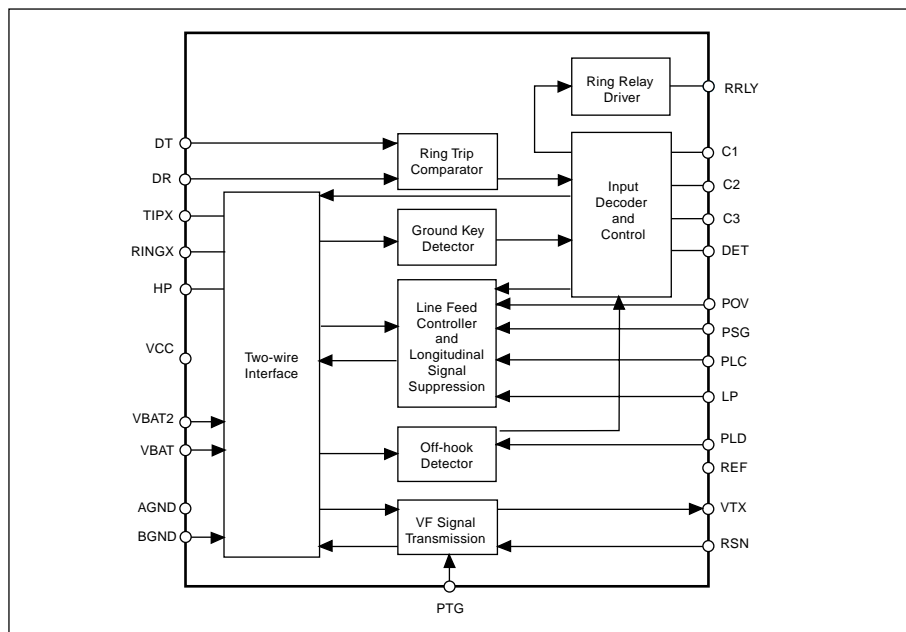 Ring Relay
Driver
RRLY
DT
Ring Trip
Comparator
C1
DR
Input
Decoder
and
Control
C2
TIPX
Ground Key
Detector
C3
RINGX
DET
HP
Line Feed
Controller
and
Longitudinal
Signal
Suppression
POV
PSG
VCC
Two-wire
Interface
PLC
LP
VBAT2
VBAT
Off-hook
Detector
PLD
REF
AGND
VF Signal
Transmission
VTX
BGND
RSN
PTG